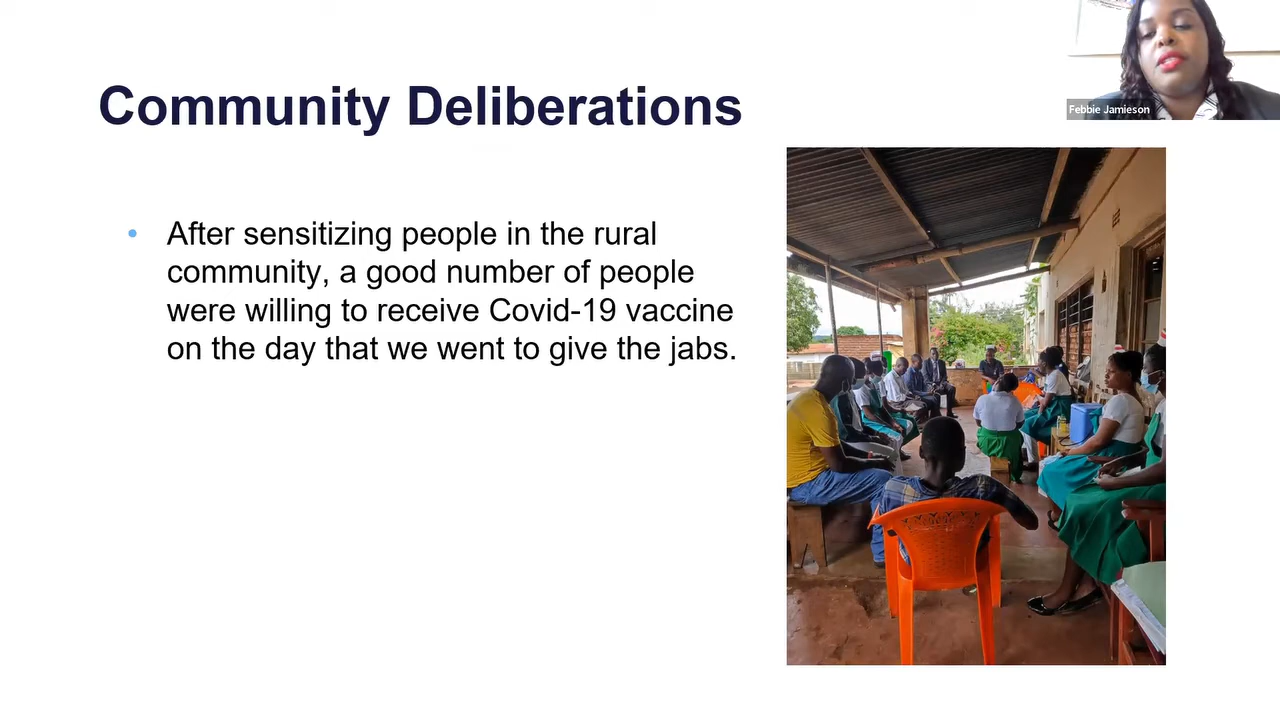 Community Deliberations
Febbie Jamieson
• After sensitizing people in the rural
community, a good number of people
were willing to receive Covid-19 vaccine
on the day that we went to give the jabs.